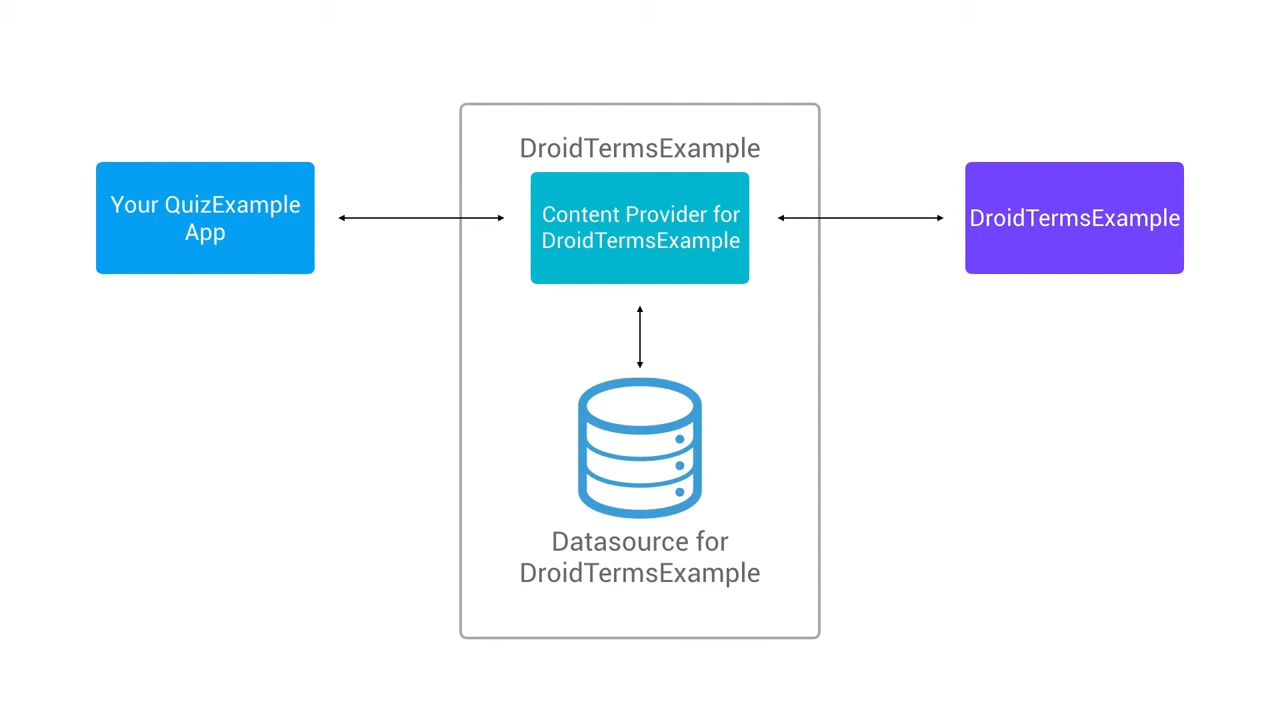 DroidTermsExample
Your QuizExample
App
Content Provider for
DroidTermsExample
DroidTermsExample
Datasource for
DroidTermsExample